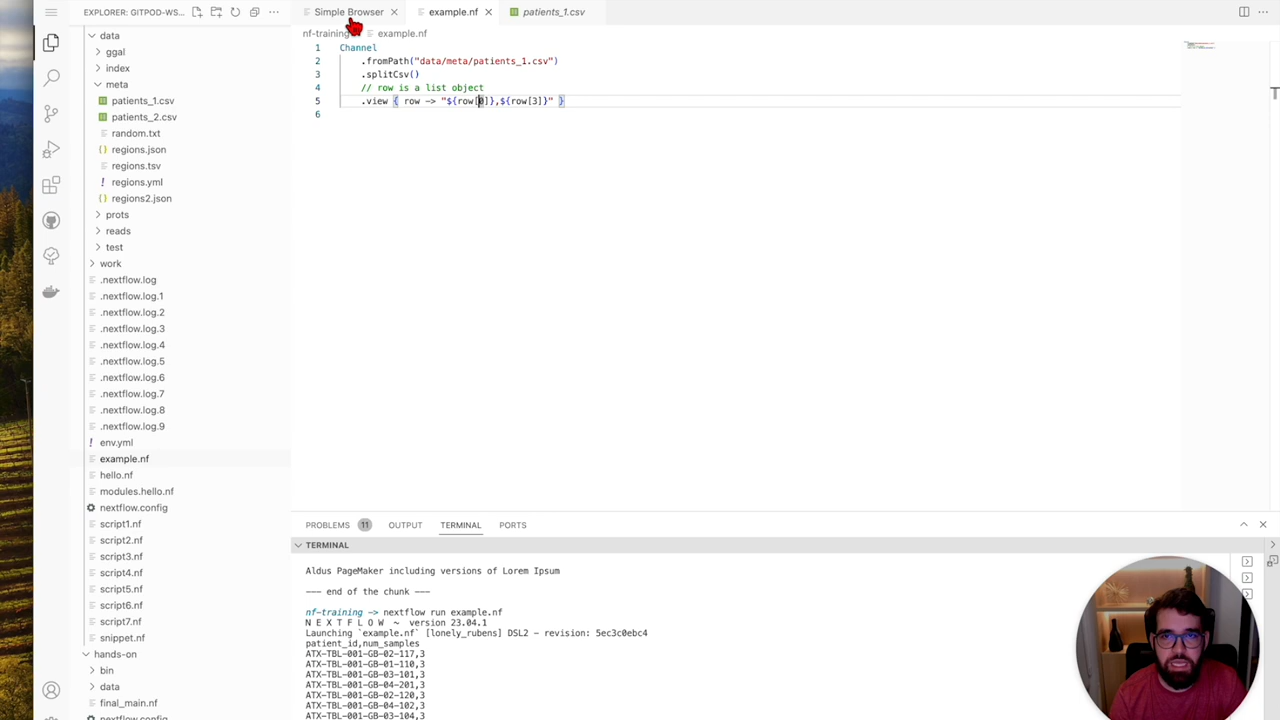 EXPLORER: GITPOD-WS...
data
ggal
index
meta
patients_1.csv
patients_2.csv
random.txt
regions.json
regions.tsv
regions.yml
regions2.json
prots
reads
test
work
.nextflow.log
.nextflow.log.1
.nextflow.log.2
.nextflow.log.3
.nextflow.log.4
.nextflow.log.5
.nextflow.log.6
.nextflow.log.7
.nextflow.log.8
.nextflow.log.9
env.yml
example.nf
hello.nf
modules.hello.nf
nextflow.config
script1.nf
script2.nf
script3.nf
script4.nf
script5.nf
script6.nf
script7.nf
snippet.nf
hands-on
bin
data
final_main.nf
nextflow.config
Simple Browser example.nf patients_1.csv
nf-training example.nf
1 Channel
2 .fromPath("data/meta/patients_1.csv")
3 .splitCsv()
4 // row is a list object
5 .view { row -> "${row[0]},${row[3]}" }
6
PROBLEMS 11 OUTPUT TERMINAL PORTS
TERMINAL
Aldus PageMaker including versions of Lorem Ipsum
--- end of the chunk ---
nf-training -> nextflow run example.nf
N E X T F L O W ~ version 23.04.1
Launching `example.nf` [lonely_rubens] DSL2 - revision: 5ec3c0ebc4
patient_id,num_samples
ATX-TBL-001-GB-02-117,3
ATX-TBL-001-GB-01-110,3
ATX-TBL-001-GB-03-101,3
ATX-TBL-001-GB-04-201,3
ATX-TBL-001-GB-02-120,3
ATX-TBL-001-GB-04-102,3
ATX-TBL-001-GB-03-104,3